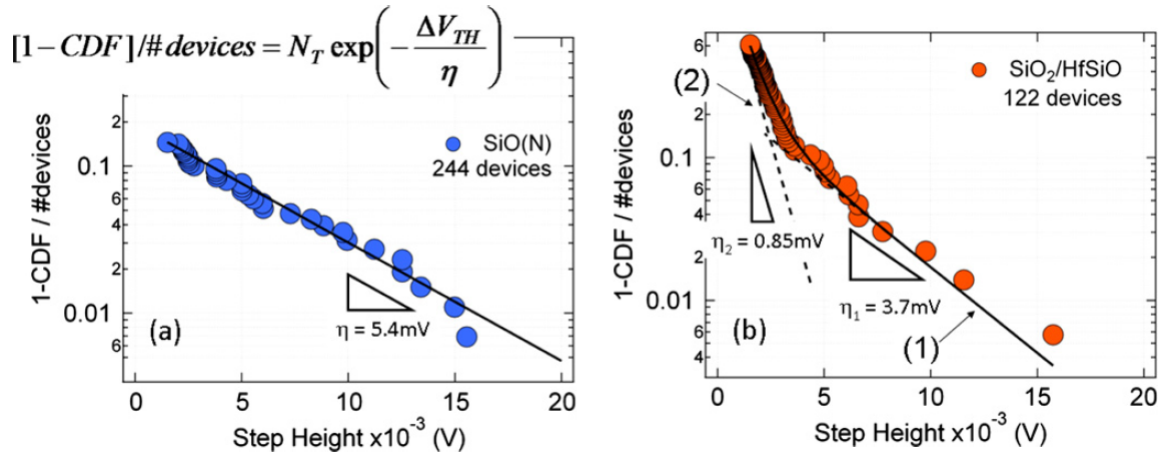 [1−CDF]/# devices = N_T exp(−ΔV_TH/η)
SiO(N)
244 devices
1-CDF / #devices
2
0.1
6
4
2
0.01
6
(a)
η = 5.4mV
5
10
15
20
Step Height x10⁻³ (V)
6
4
2
0.1
6
4
2
0.01
6
4
1-CDF / #devices
(2)
SiO₂/HfSiO
122 devices
η₂ = 0.85mV
η₁ = 3.7mV
(b)
(1)
0
5
10
15
20
Step Height x10⁻³ (V)